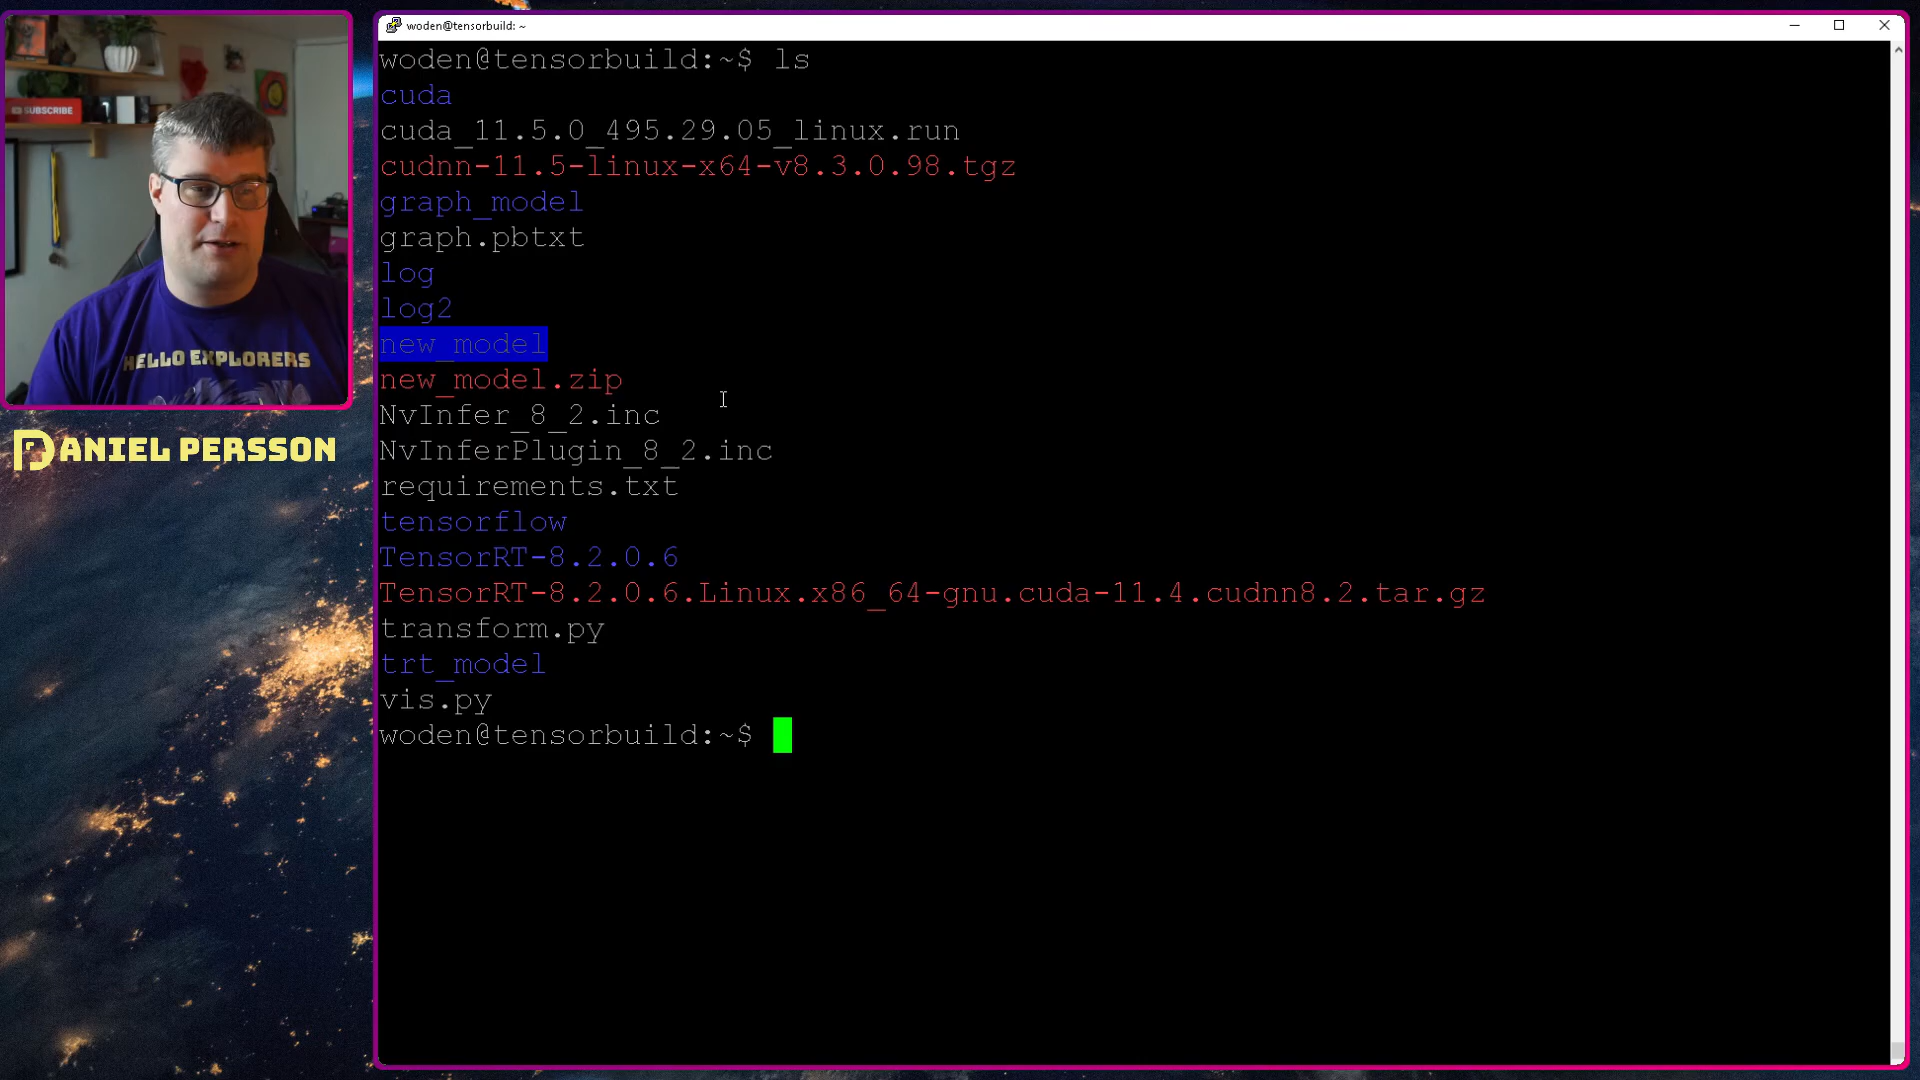 SUBSCRIBE
HELLO EXPLORERS
DANIEL PERSSON
woden@tensorbuild: ~
woden@tensorbuild:~$ ls
cuda
cuda_11.5.0_495.29.05_linux.run
cudnn-11.5-linux-x64-v8.3.0.98.tgz
graph_model
graph.pbtxt
log
log2
new_model
new_model.zip
NvInfer_8_2.inc
NvInferPlugin_8_2.inc
requirements.txt
tensorflow
TensorRT-8.2.0.6
TensorRT-8.2.0.6.Linux.x86_64-gnu.cuda-11.4.cudnn8.2.tar.gz
transform.py
trt_model
vis.py
woden@tensorbuild:~$